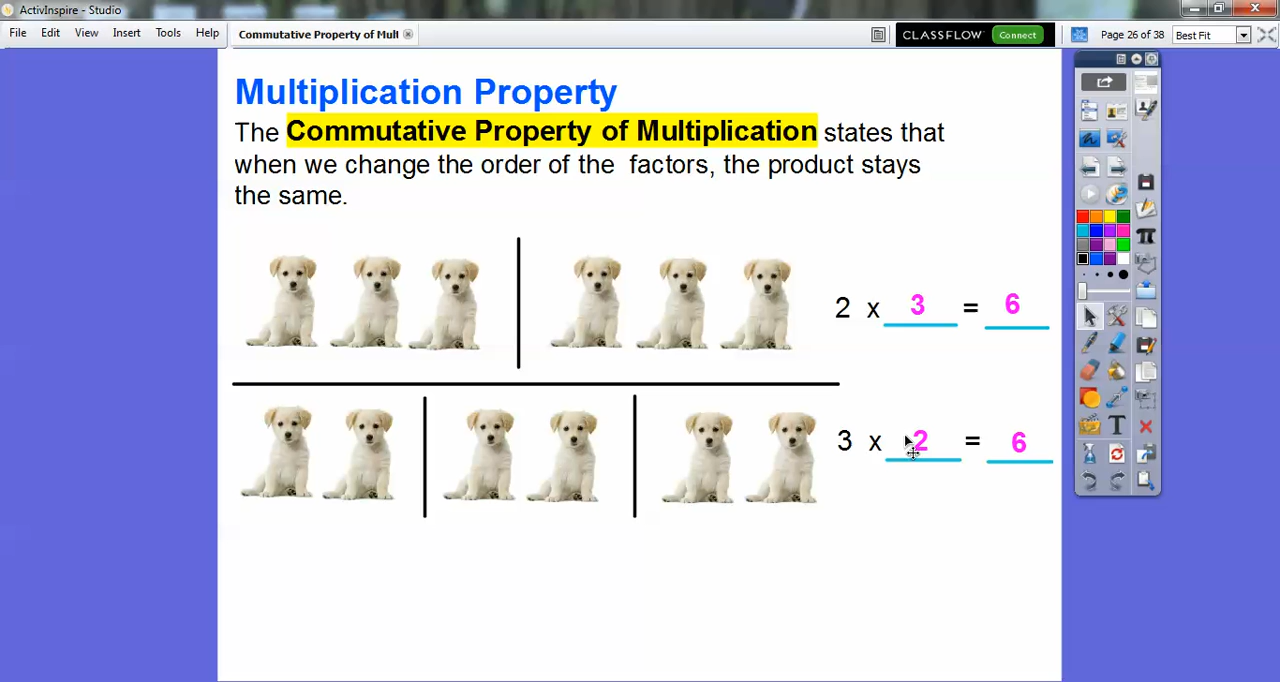 ActivInspire - Studio
File Edit View Insert Tools Help Commutative Property of Mult CLASSFLOW Connect Page 26 of 38 Best Fit
Multiplication Property
The Commutative Property of Multiplication states that
when we change the order of the factors, the product stays
the same.
2 x 3 = 6
3 x 2 = 6